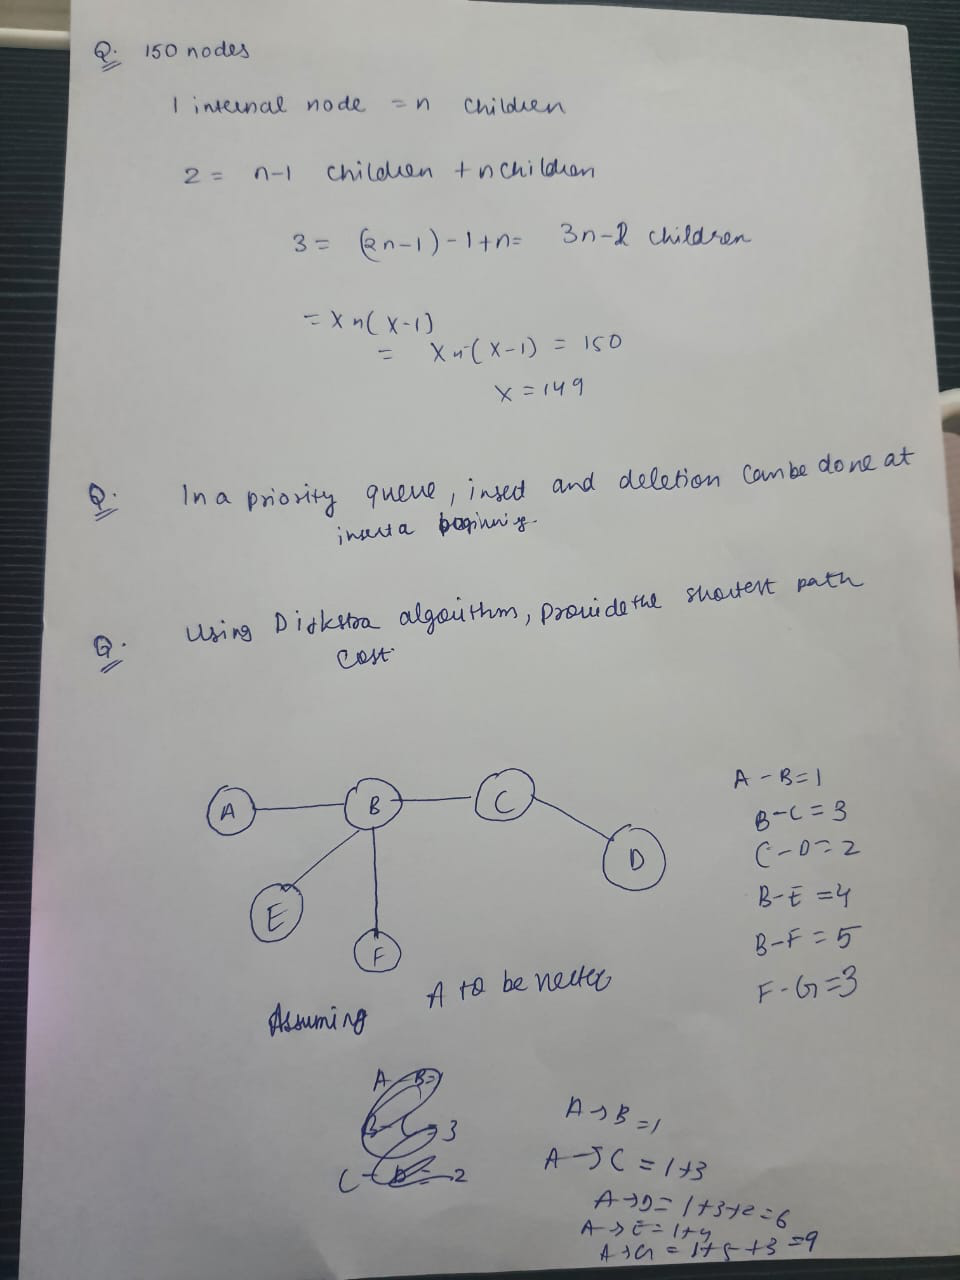 Q. 150 nodes
1 internal node = n children
2 = n-1 children + n children
3 = (2n-1)-1+n = 3n-2 children
= xn(x-1)
= xn-(x-1) = 150
x = 149
Q. In a priority queue, insert and deletion can be done at
beginning.
Q. Using Dijkstra algorithm, provide the shortest path
cost.
A
B
C
D
E
F
A-B=1
B-C=3
C-D=2
B-E=4
B-F=5
F-G=3
Assuming A to be
A B=
B-C=3
C-D=2
A→B=1
A→C=1+3
A→D=1+3+2=6
A→E=1+4
A→G=1+5+3=9